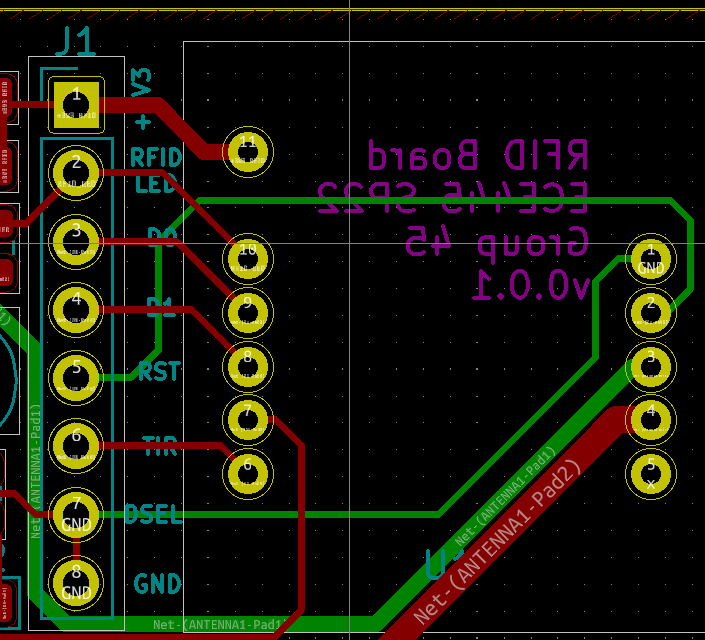 J1
+
V3
1
2
RFID
LED
3
D0
4
D1
5
RST
6
TIR
7
GND
DSEL
8
GND
GND
11
10
9
8
7
6
RFID Board
ECE445 SP22
Group 45
v0.0.1
1
GND
2
3
4
5
x
Net-(ANTENNA1-Pad1)
Net-(ANTENNA1-Pad1)
Net-(ANTENNA1-Pad2)
Net-(ANTENNA1-Pad1)